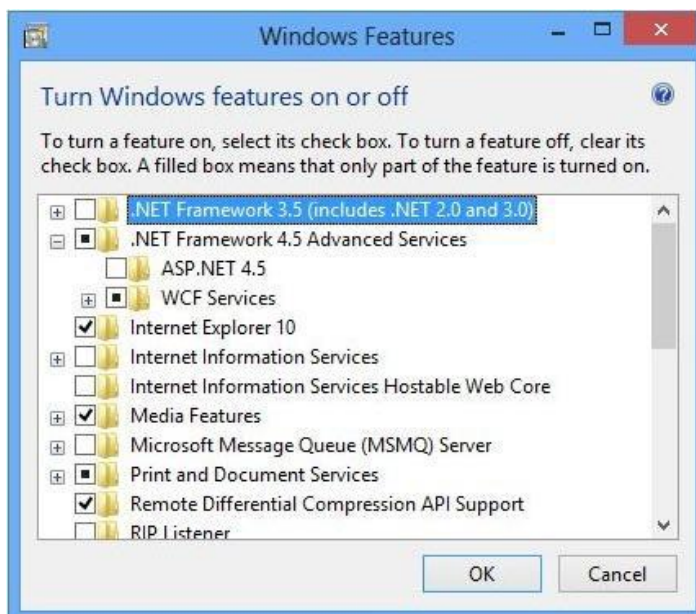 Windows Features
Turn Windows features on or off
To turn a feature on, select its check box. To turn a feature off, clear its
check box. A filled box means that only part of the feature is turned on.
.NET Framework 3.5 (includes .NET 2.0 and 3.0)
.NET Framework 4.5 Advanced Services
ASP.NET 4.5
WCF Services
Internet Explorer 10
Internet Information Services
Internet Information Services Hostable Web Core
Media Features
Microsoft Message Queue (MSMQ) Server
Print and Document Services
Remote Differential Compression API Support
RIP Listener
OK Cancel